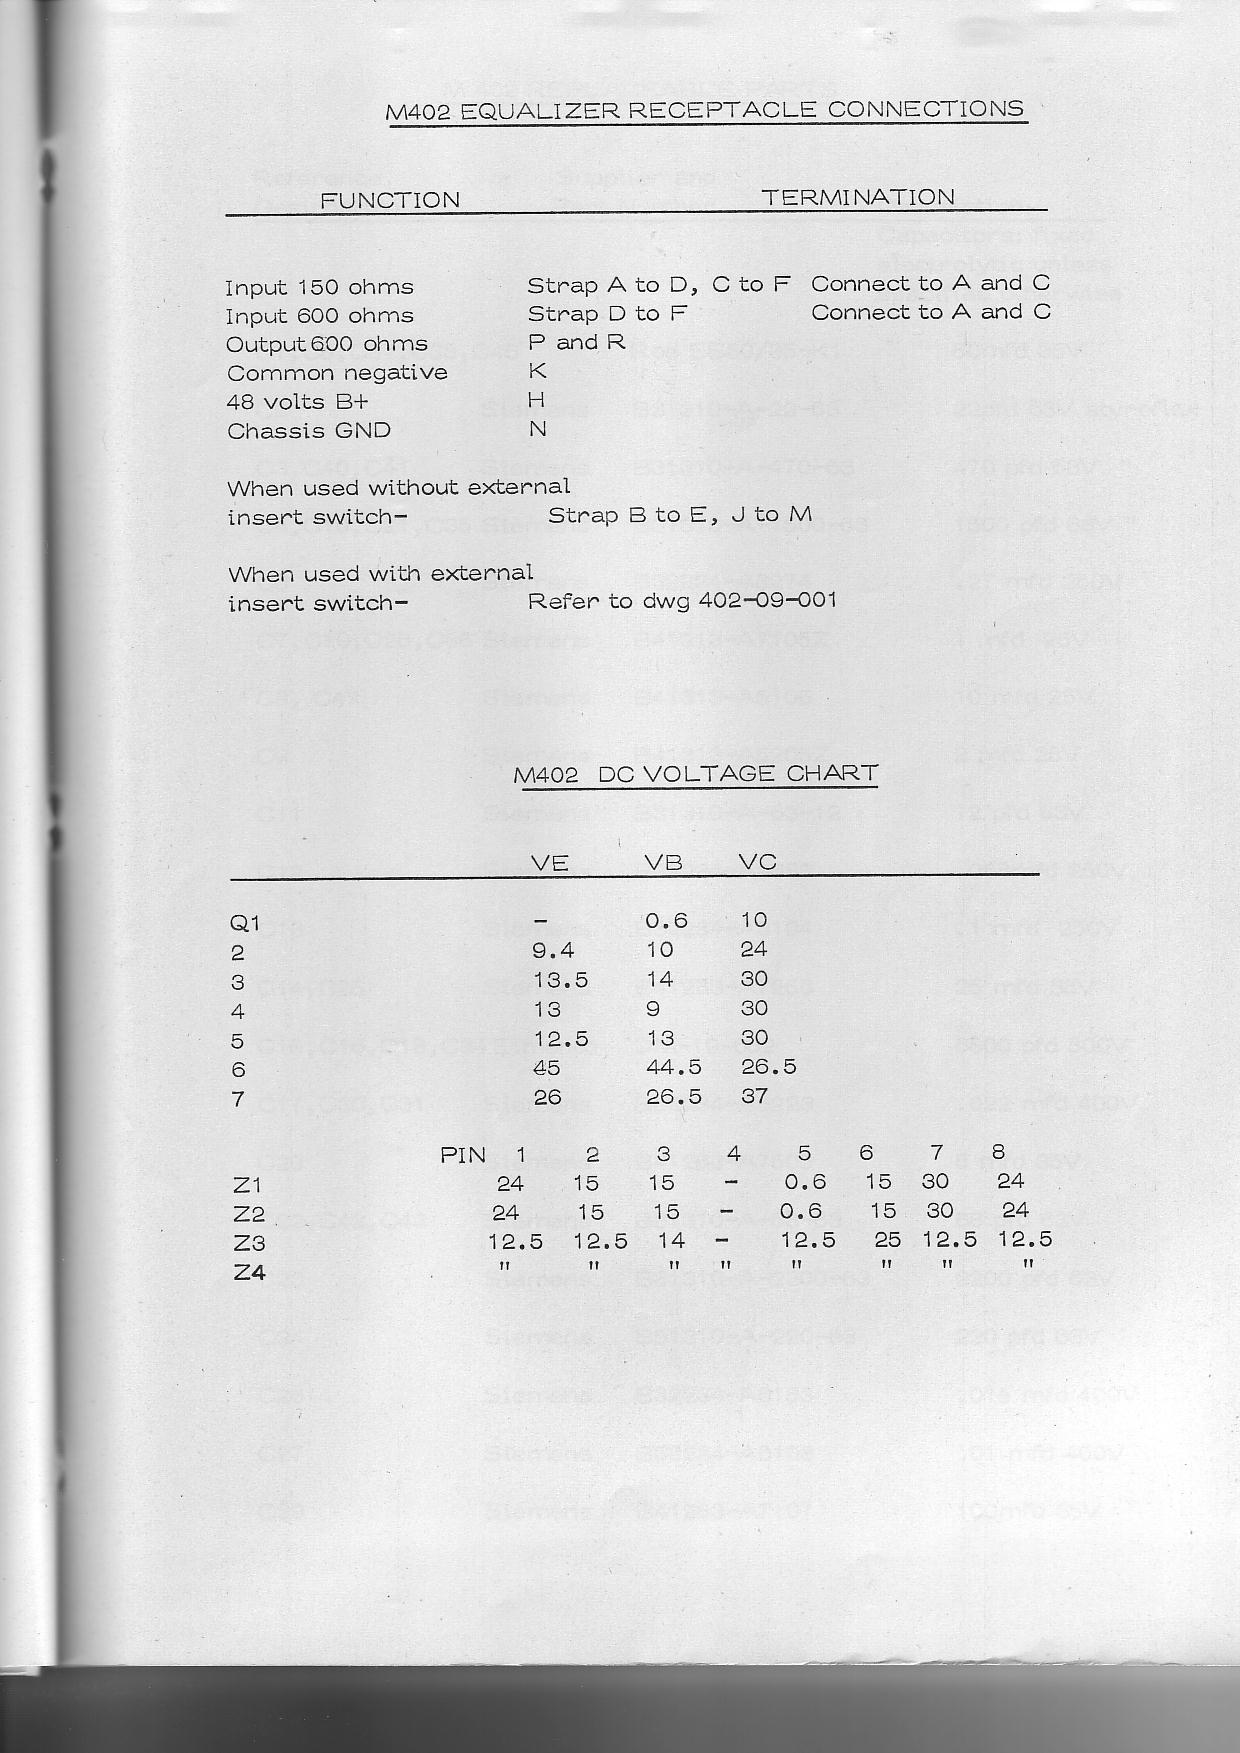 M402 EQUALIZER RECEPTACLE CONNECTIONS
FUNCTION TERMINATION
Input 150 ohms Strap A to D, C to F Connect to A and C
Input 600 ohms Strap D to F Connect to A and C
Output 600 ohms P and R
Common negative K
48 volts B+ H
Chassis GND N
When used without external
insert switch- Strap B to E, J to M
When used with external
insert switch- Refer to dwg 402-09-001
M402 DC VOLTAGE CHART
VE VB VC
Q1 - 0.6 10
2 9.4 10 24
3 13.5 14 30
4 13 9 30
5 12.5 13 30
6 45 44.5 26.5
7 26 26.5 37
PIN 1 2 3 4 5 6 7 8
Z1 24 15 15 - 0.6 15 30 24
Z2 24 15 15 - 0.6 15 30 24
Z3 12.5 12.5 14 - 12.5 25 12.5 12.5
Z4 " " " " " " " "